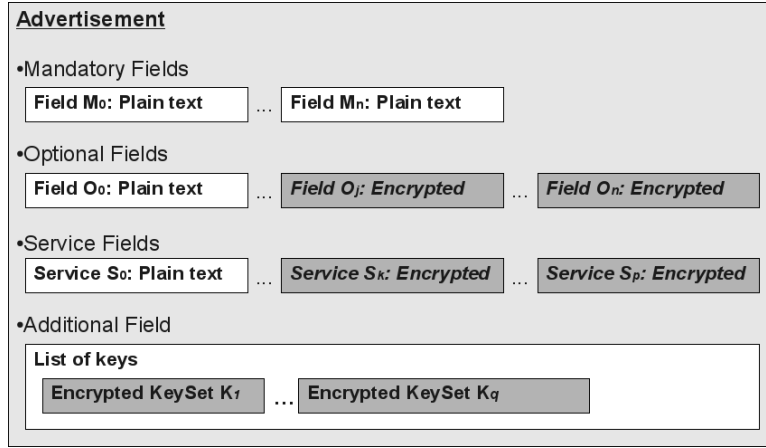 Advertisement
•Mandatory Fields
Field M0: Plain text ... Field Mn: Plain text
•Optional Fields
Field O0: Plain text ... Field Oj: Encrypted ... Field On: Encrypted
•Service Fields
Service S0: Plain text ... Service Sk: Encrypted ... Service Sp: Encrypted
•Additional Field
List of keys
Encrypted KeySet K1 ... Encrypted KeySet Kq